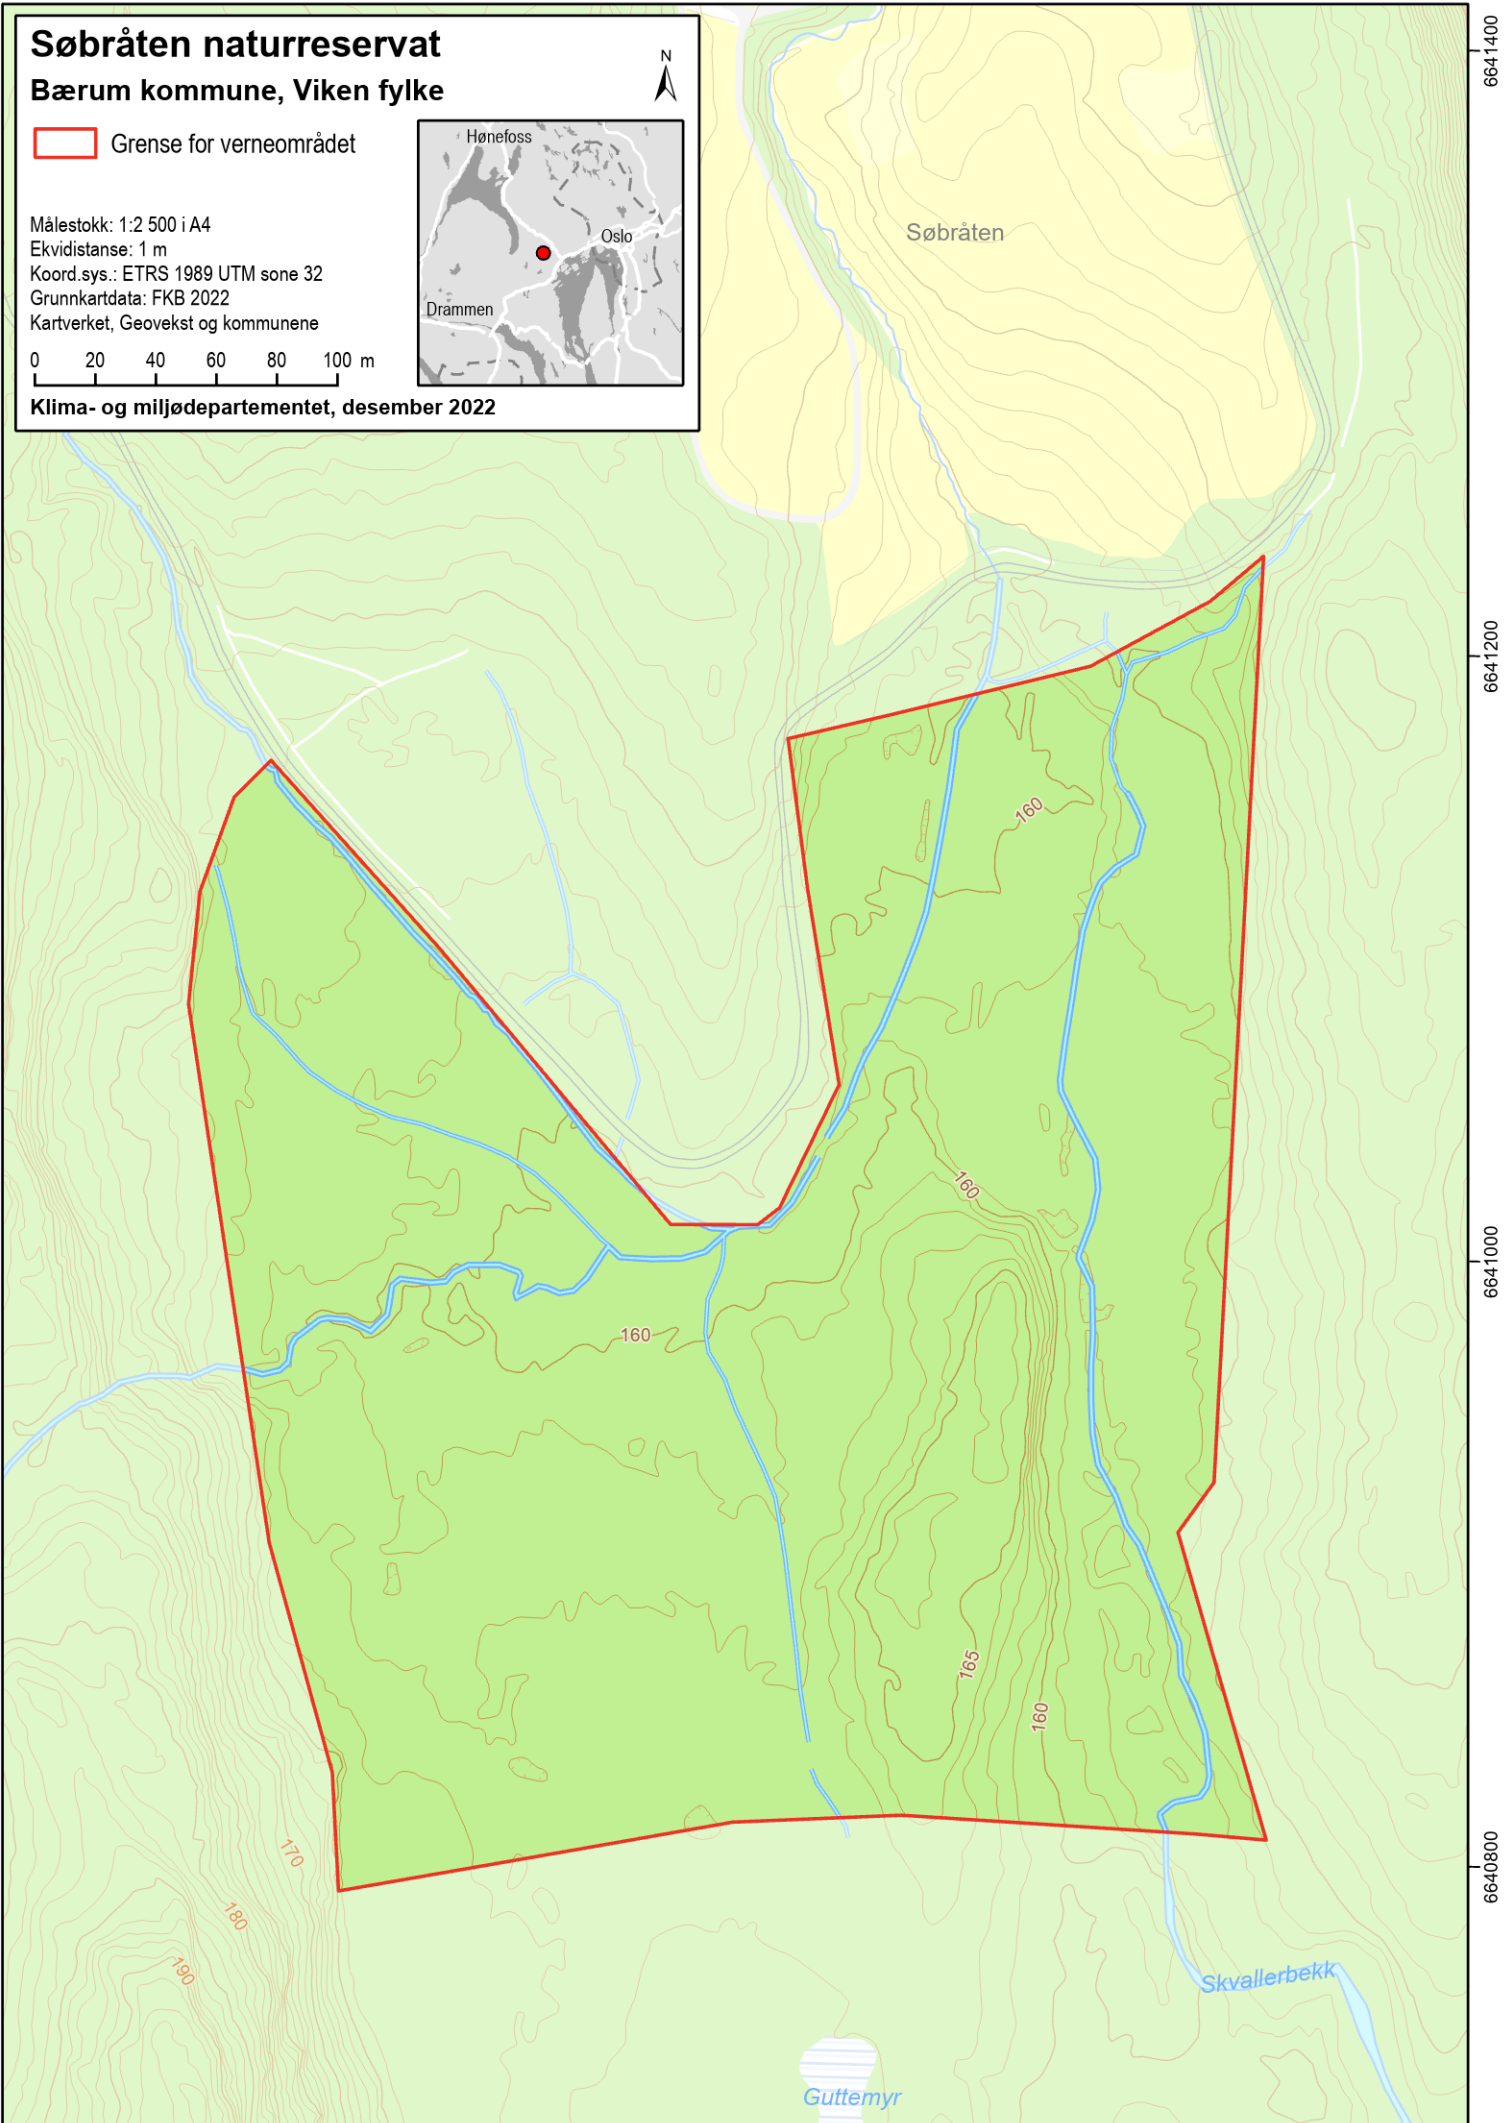 Søbråten naturreservat
Bærum kommune, Viken fylke
N
Grense for verneområdet
Hønefoss
Oslo
Drammen
Målestokk: 1:2 500 i A4
Ekvidistanse: 1 m
Koord.sys.: ETRS 1989 UTM sone 32
Grunnkartdata: FKB 2022
Kartverket, Geovekst og kommunene
0 20 40 60 80 100 m
Klima- og miljødepartementet, desember 2022
6641400
Søbråten
6641200
160
160
6641000
160
165
160
170
6640800
180
190
Skvallerbekk
Guttemyr